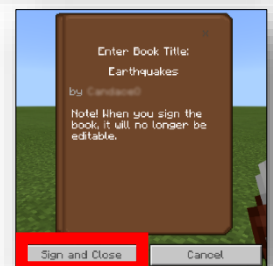 Enter Book Title:
Earthquakes
by
Note! When you sign the
book, it will no longer be
editable.
Sign and Close
Cancel